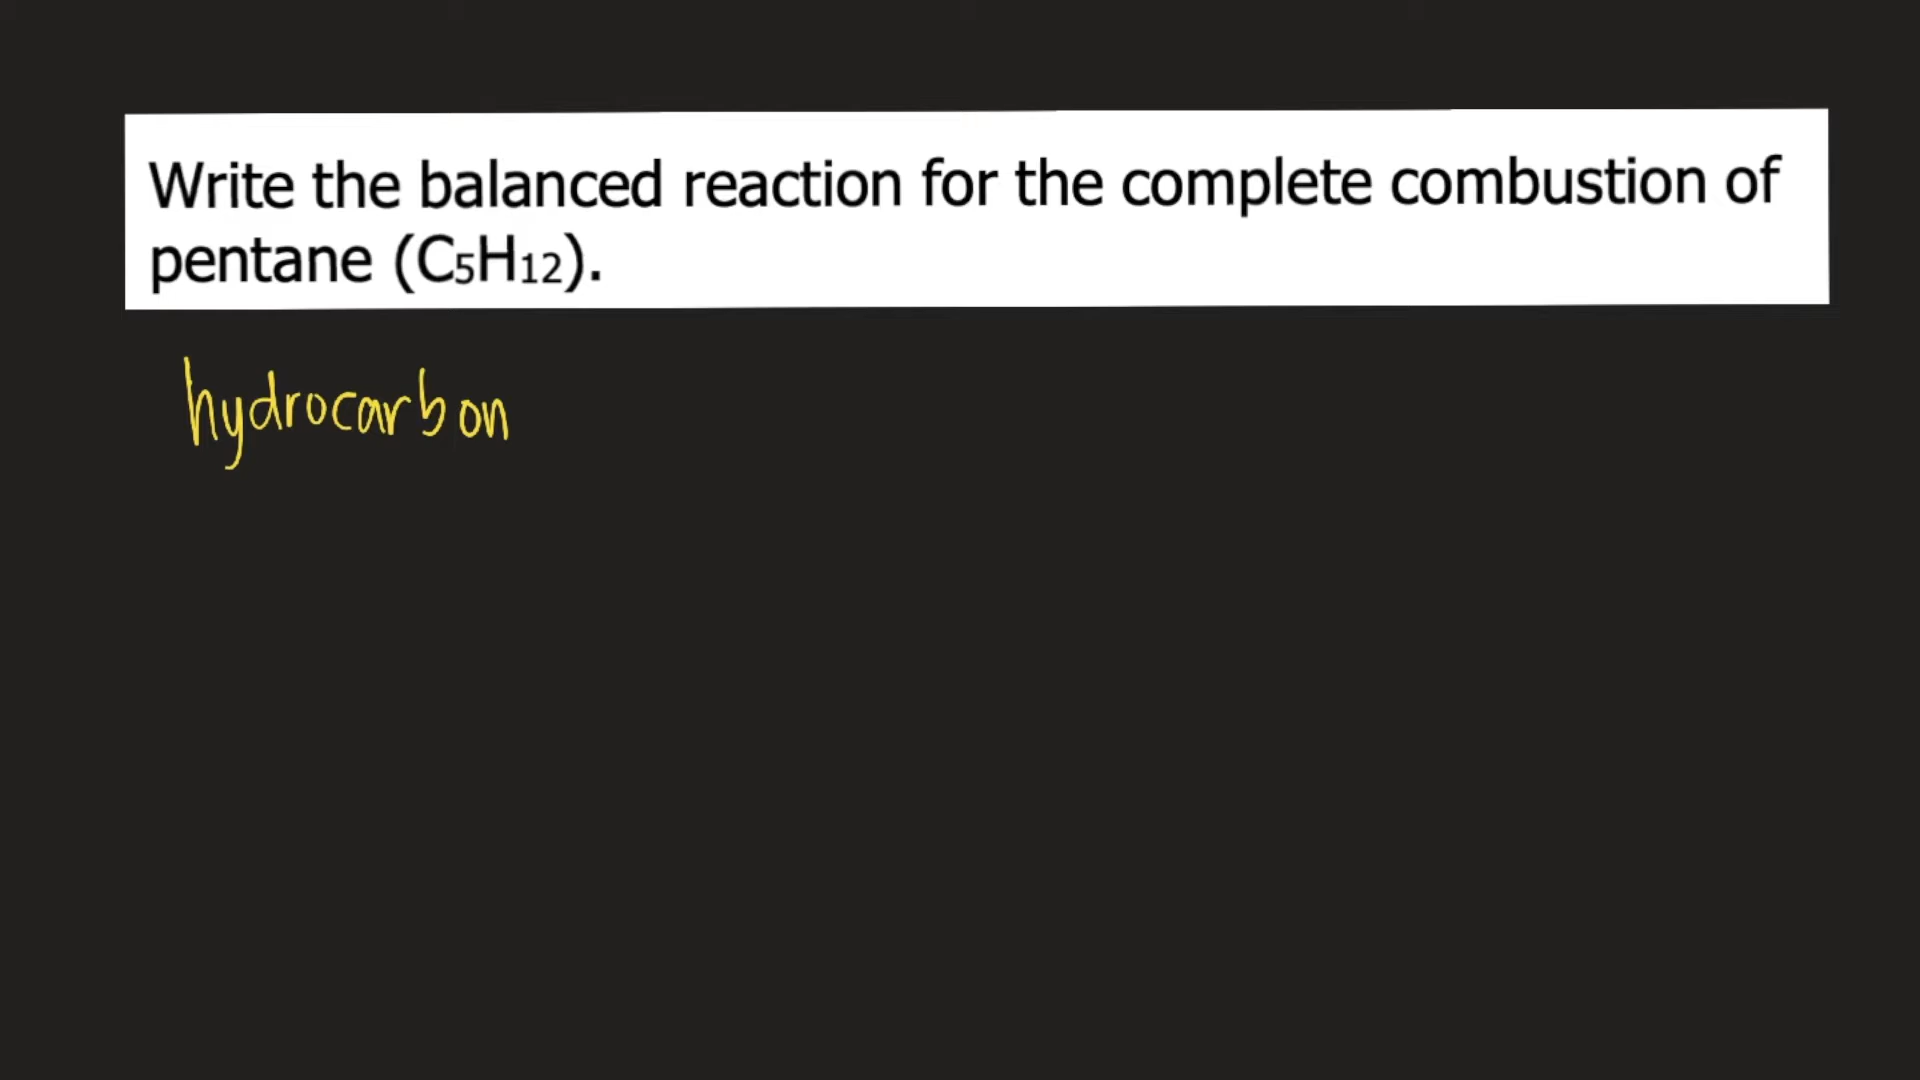 Write the balanced reaction for the complete combustion of
pentane (C₅H₁₂).
hydrocarbon